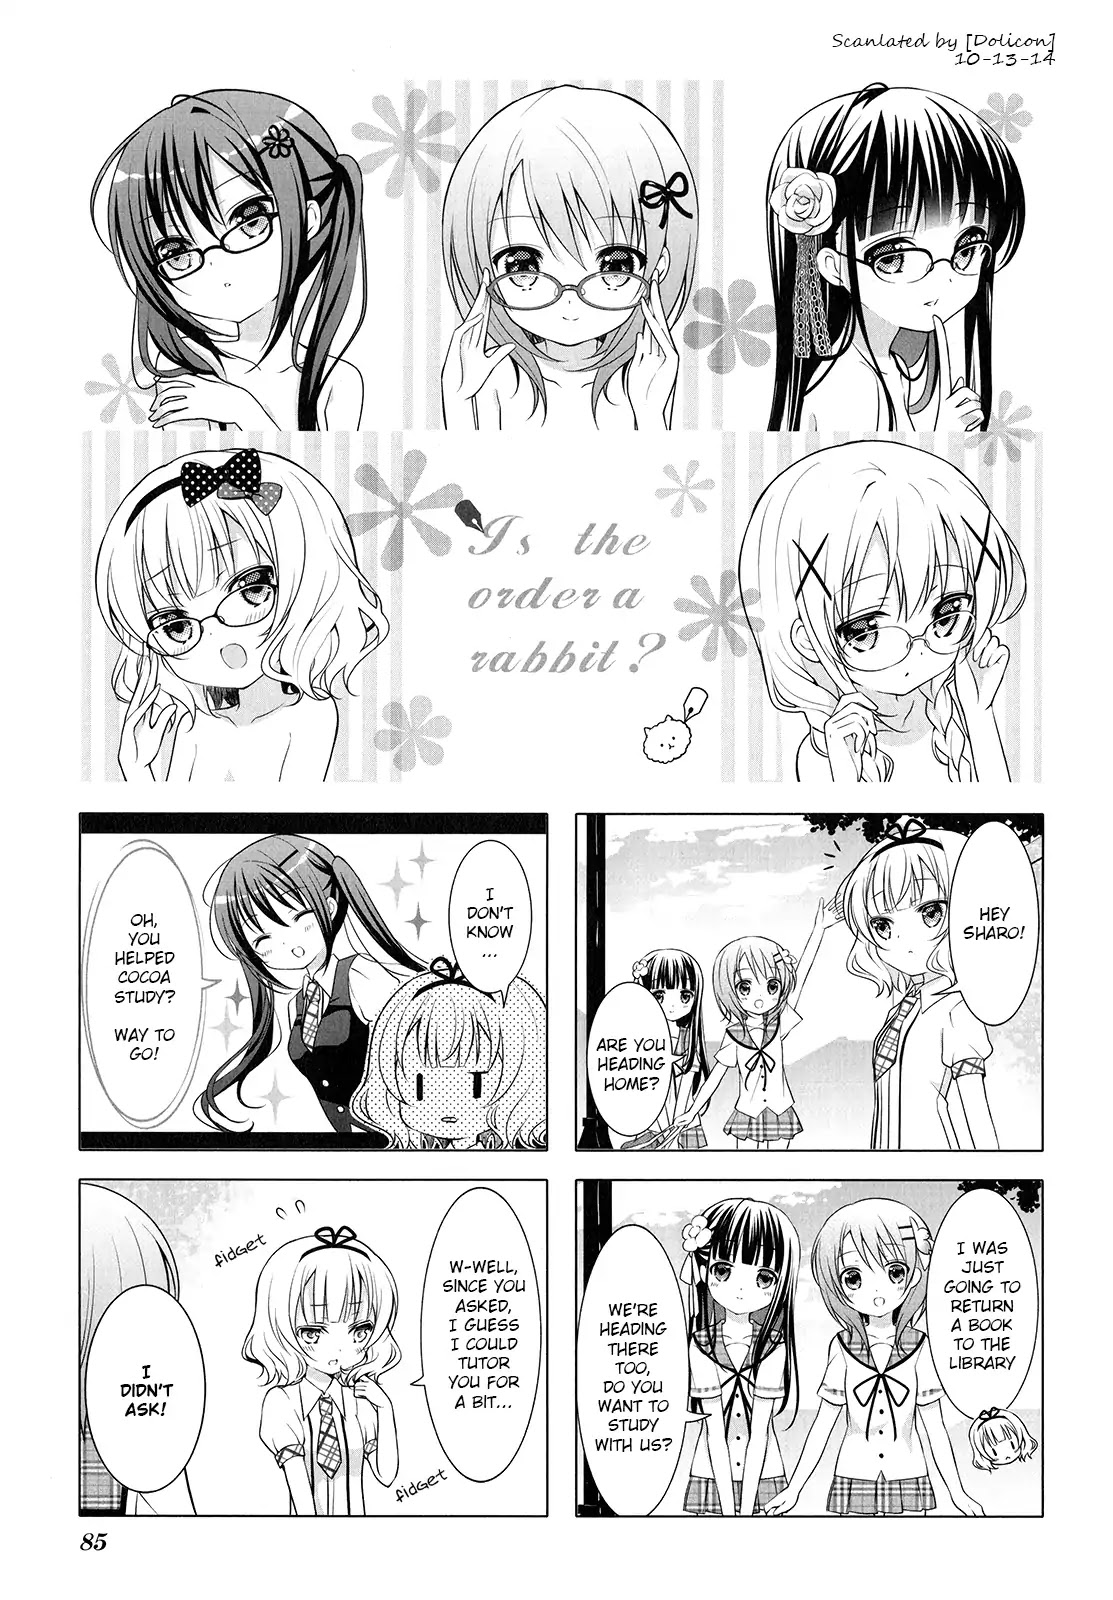 Scanlated by [Dolicon]
10-13-14
Is the
order a
rabbit?
HEY
SHARO!
ARE YOU
HEADING
HOME?
I WAS
JUST
GOING TO
RETURN
A BOOK
TO THE
LIBRARY
WE'RE
HEADING
THERE
TOO,
DO YOU
WANT TO
STUDY
WITH US?
I
DON'T
KNOW
...
OH,
YOU
HELPED
COCOA
STUDY?
WAY TO
GO!
W-WELL,
SINCE YOU
ASKED,
I GUESS
I COULD
TUTOR
YOU FOR
A BIT...
fidget
fidget
I
DIDN'T
ASK!
85